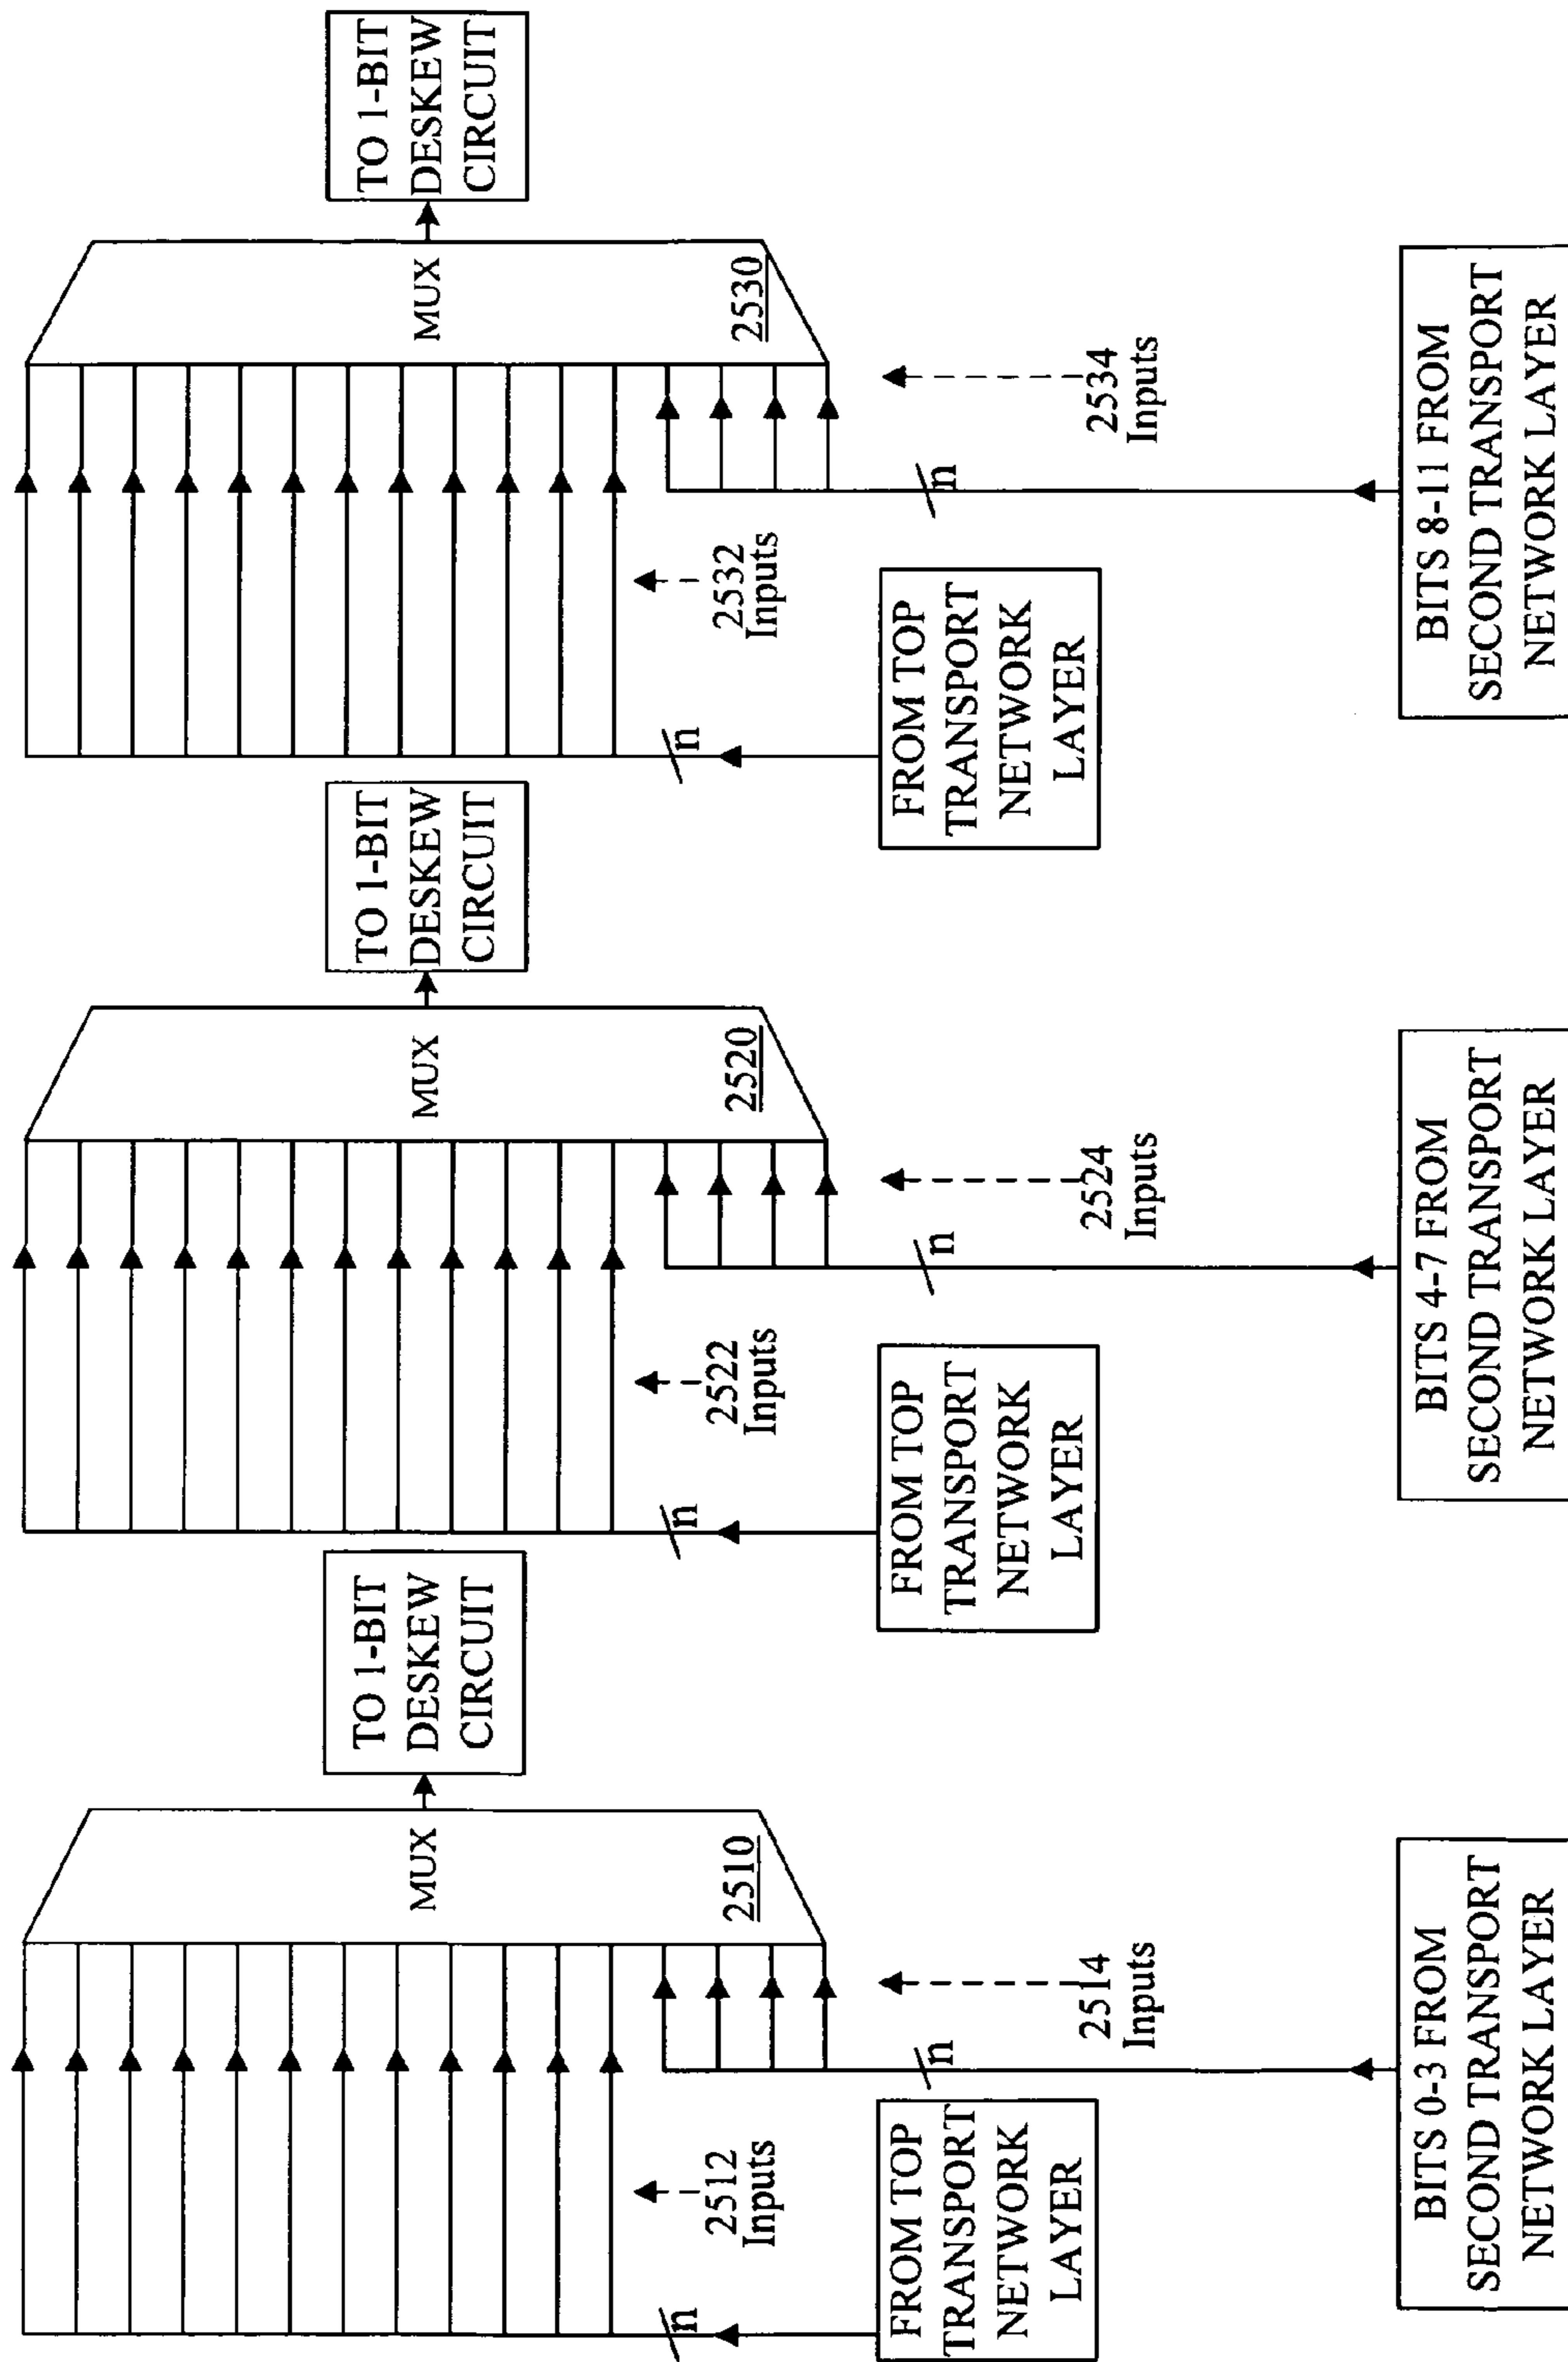 TO 1-BIT
DESKEW
CIRCUIT
MUX
2510
2512
Inputs
2514
Inputs
n
n
FROM TOP
TRANSPORT
NETWORK
LAYER
BITS 0-3 FROM
SECOND TRANSPORT
NETWORK LAYER
TO 1-BIT
DESKEW
CIRCUIT
MUX
2520
2522
Inputs
2524
Inputs
n
n
FROM TOP
TRANSPORT
NETWORK
LAYER
BITS 4-7 FROM
SECOND TRANSPORT
NETWORK LAYER
TO 1-BIT
DESKEW
CIRCUIT
MUX
2530
2532
Inputs
2534
Inputs
n
n
FROM TOP
TRANSPORT
NETWORK
LAYER
BITS 8-11 FROM
SECOND TRANSPORT
NETWORK LAYER